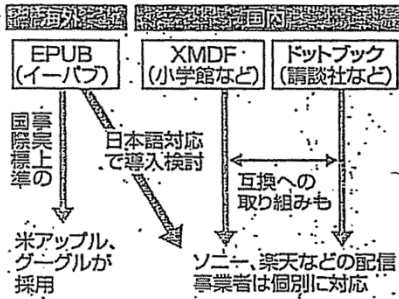 海外
国内
EPUB
(イーパブ)
XMDF
(小学館など)
ドットブック
(講談社など)
事実上の
国際標準
日本語対応
で導入検討
互換への
取り組みも
米アップル、
グーグルが
採用
ソニー、楽天などの配信
事業者は個別に対応